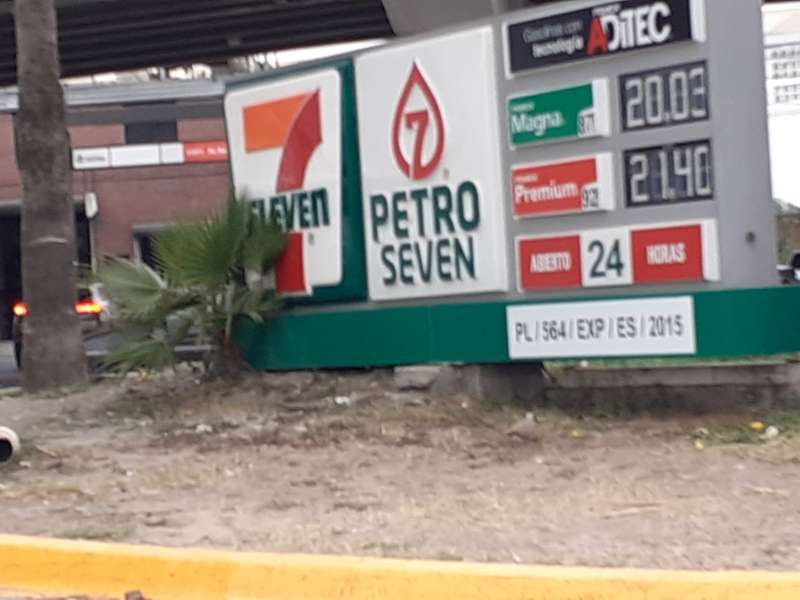 7
ELEVEN
7
PETRO
SEVEN
Gasolinas con
tecnología
ADiTEC
Magna
20.03
Premium
21.40
ABIERTO 24 HORAS
PL / 564 / EXP / ES / 2015